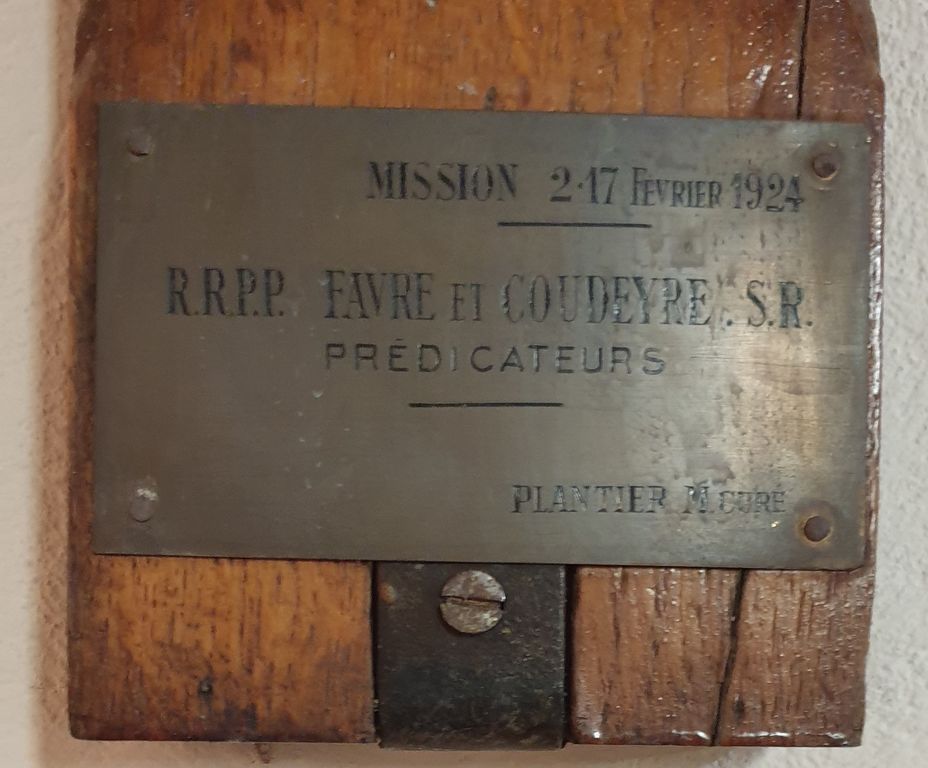 MISSION 2-17 FEVRIER 1924
R.R.P.P. FAVRE ET COUDEYRE. S.R.
PRÉDICATEURS
PLANTIER M. CURÉ